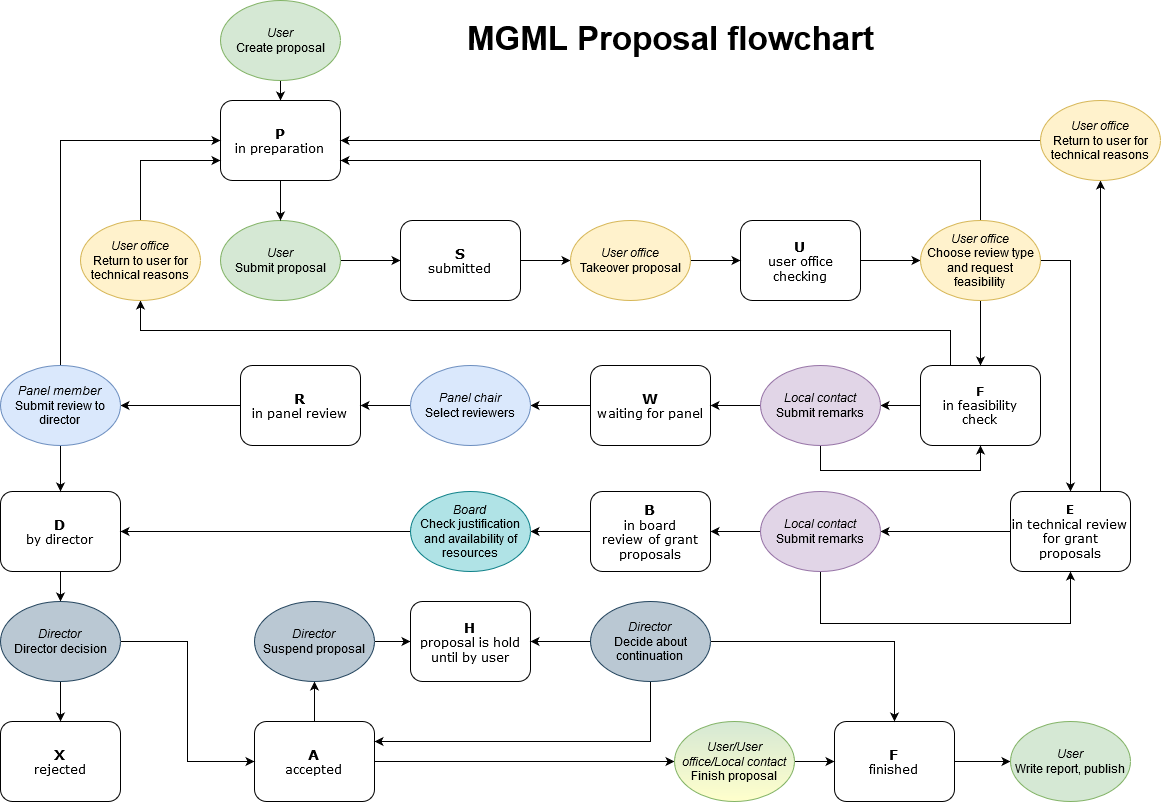 MGML Proposal flowchart
User
Create proposal
P
in preparation
User office
Return to user for
technical reasons
User office
Return to user for
technical reasons
User
Submit proposal
S
submitted
User office
Takeover proposal
U
user office
checking
User office
Choose review type
and request
feasibility
Panel member
Submit review to
director
R
in panel review
Panel chair
Select reviewers
W
waiting for panel
Local contact
Submit remarks
F
in feasibility
check
D
by director
Board
Check justification
and availability of
resources
B
in board
review of grant
proposals
Local contact
Submit remarks
E
in technical review
for grant
proposals
Director
Director decision
Director
Suspend proposal
H
proposal is hold
until by user
Director
Decide about
continuation
X
rejected
A
accepted
User/User
office/Local contact
Finish proposal
F
finished
User
Write report, publish